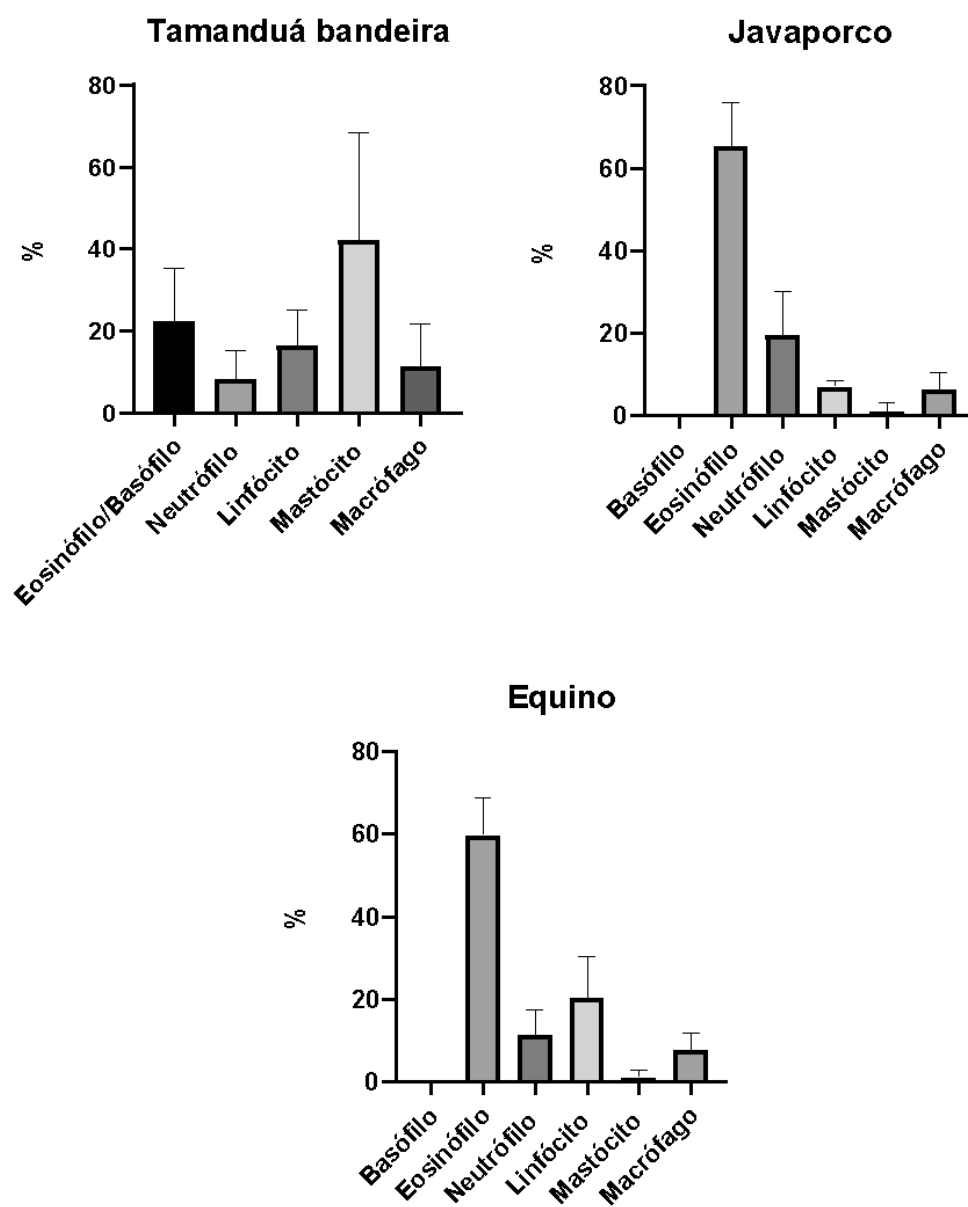 Tamanduá bandeira
80
60
40
20
0
%
Eosinófilo/Basófilo
Neutrófilo
Linfócito
Mastócito
Macrófago
Javaporco
80
60
40
20
0
%
Basófilo
Eosinófilo
Neutrófilo
Linfócito
Mastócito
Macrófago
Equino
80
60
40
20
0
%
Basófilo
Eosinófilo
Neutrófilo
Linfócito
Mastócito
Macrófago